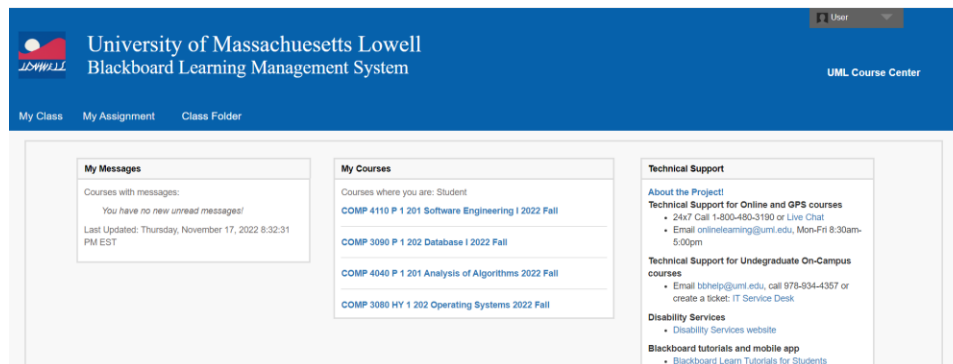 User
University of Massachuesetts Lowell
Blackboard Learning Management System
LOWELL
UML Course Center
My Class
My Assignment
Class Folder
My Messages
Courses with messages:
You have no new unread messages!
Last Updated: Thursday, November 17, 2022 8:32:31
PM EST
My Courses
Courses where you are: Student
COMP 4110 P 1 201 Software Engineering I 2022 Fall
COMP 3090 P 1 202 Database I 2022 Fall
COMP 4040 P 1 201 Analysis of Algorithms 2022 Fall
COMP 3080 HY 1 202 Operating Systems 2022 Fall
Technical Support
About the Project!
Technical Support for Online and GPS courses
• 24x7 Call 1-800-480-3190 or Live Chat
• Email onlinelearning@uml.edu, Mon-Fri 8:30am-
5:00pm
Technical Support for Undegraduate On-Campus
courses
• Email bbhelp@uml.edu, call 978-934-4357 or
create a ticket: IT Service Desk
Disability Services
• Disability Services website
Blackboard tutorials and mobile app
• Blackboard Learn Tutorials for Students